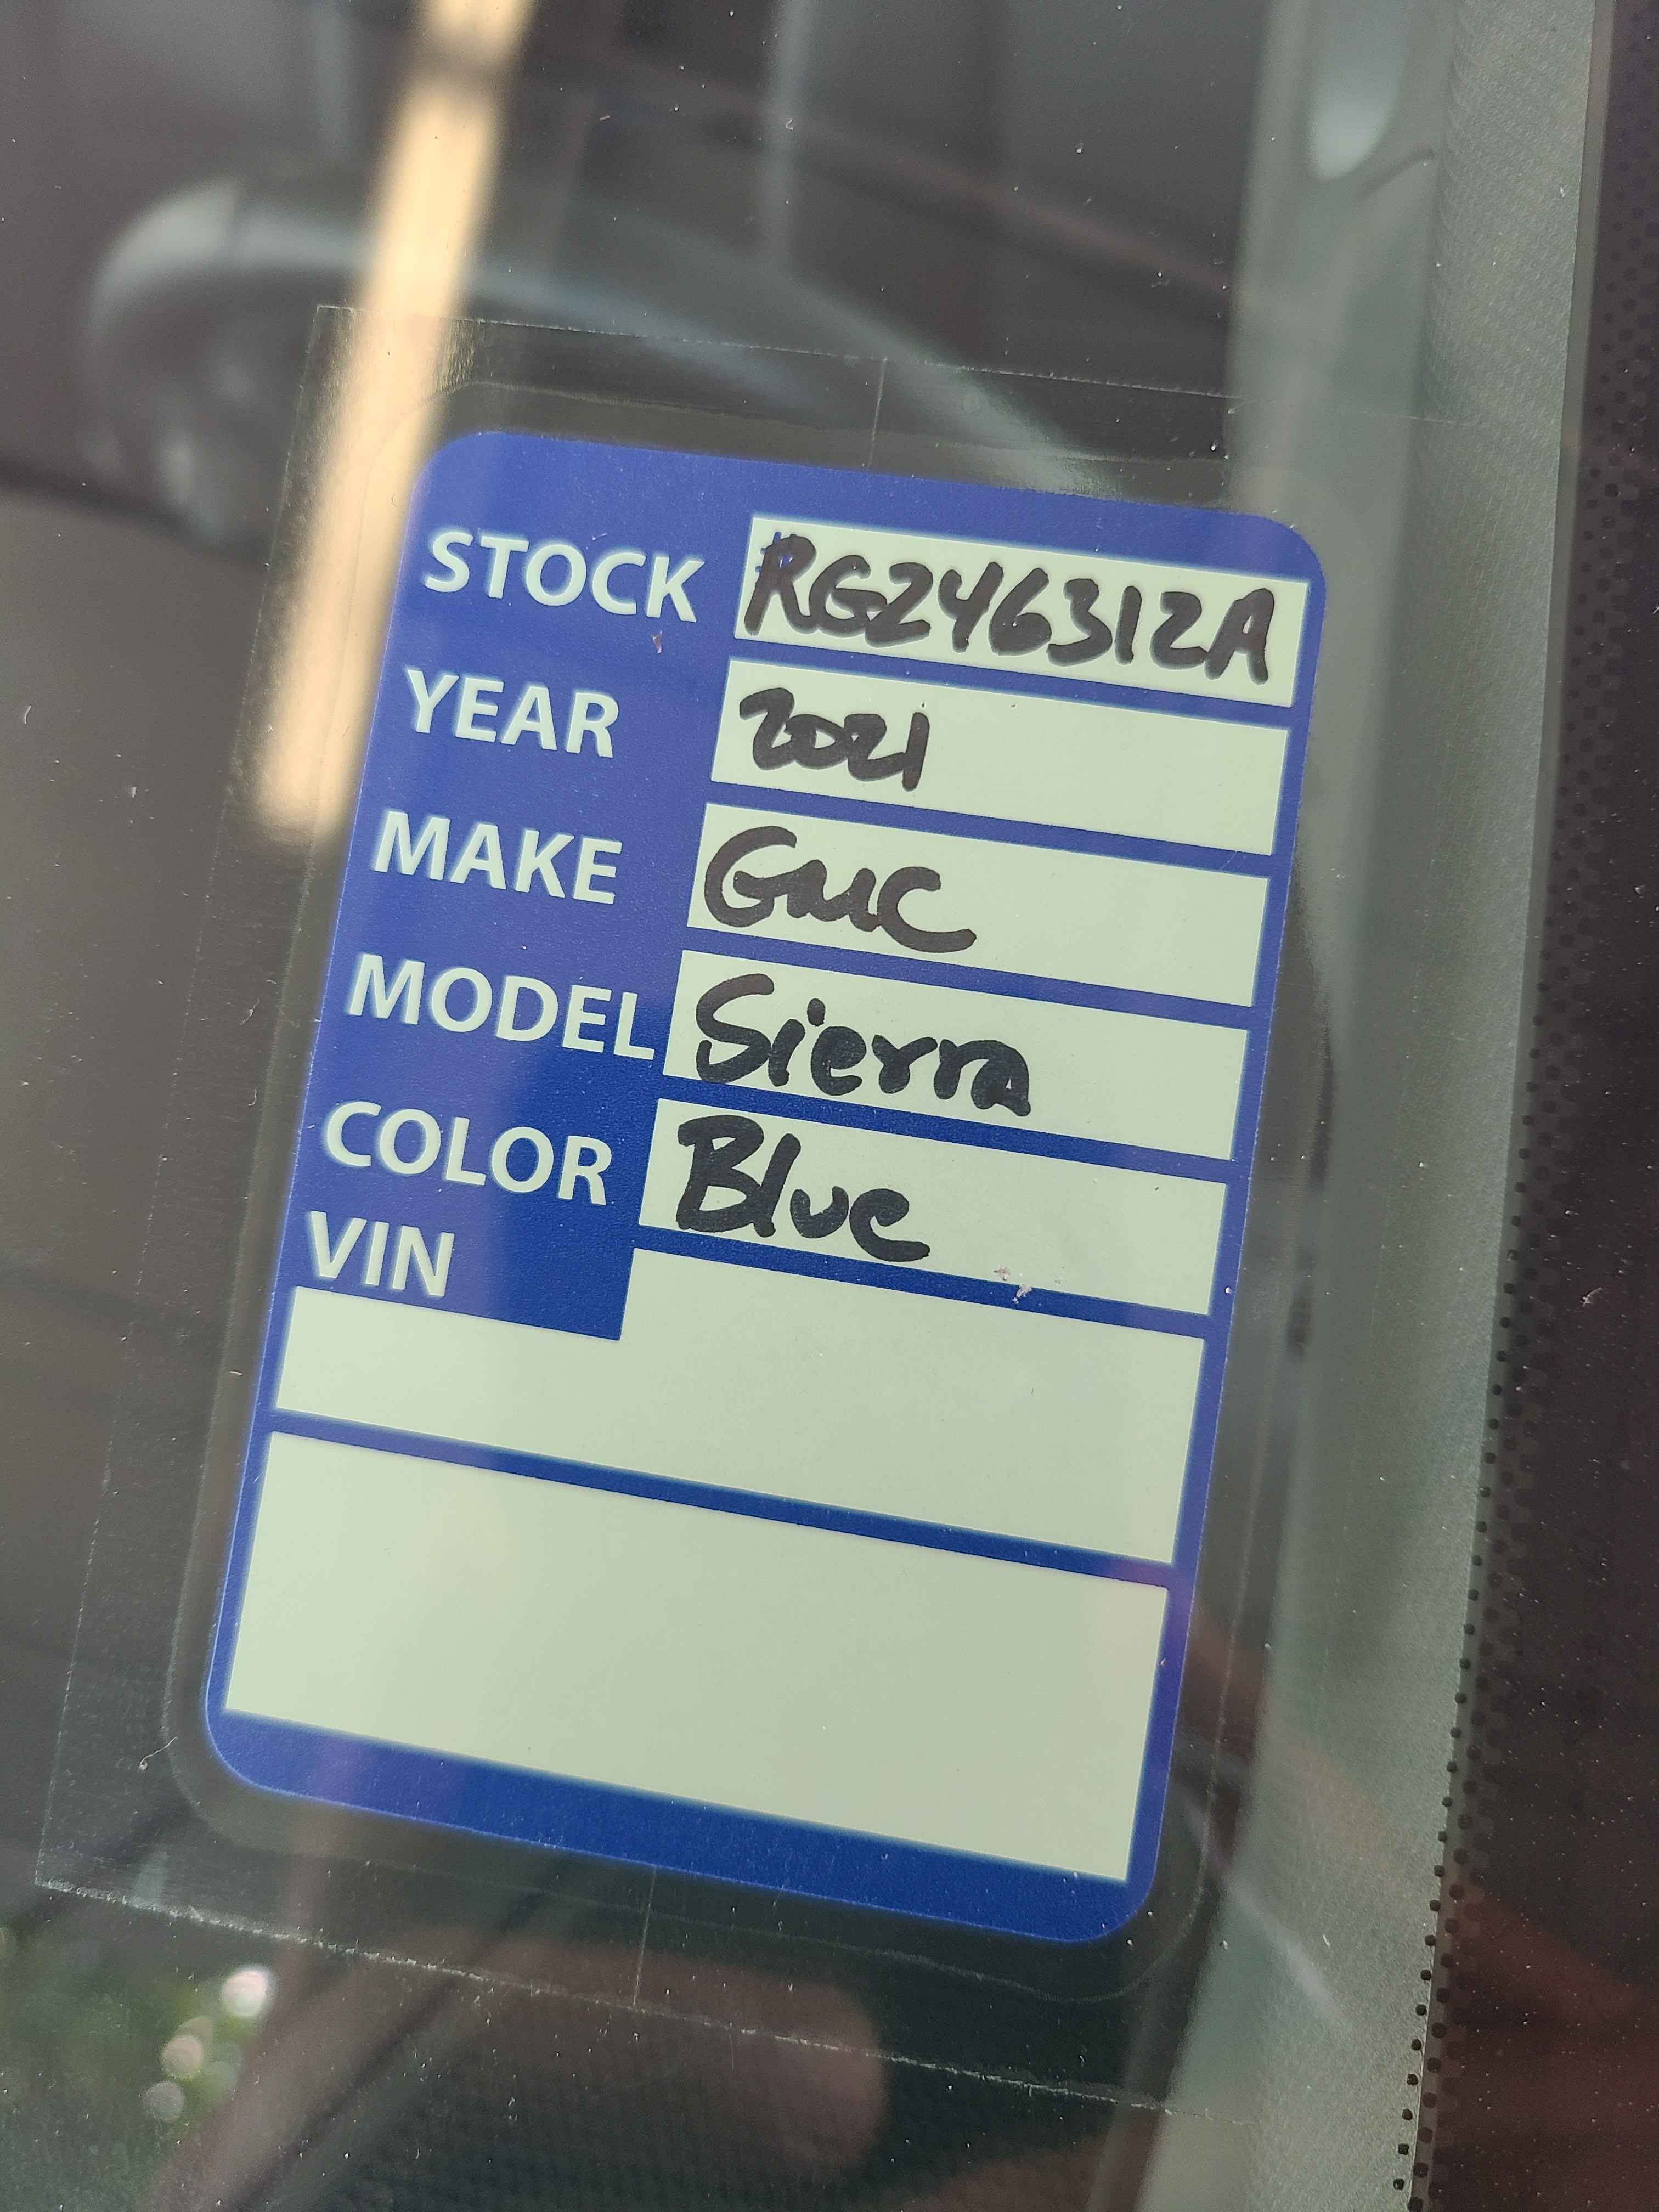 STOCK # RG246312A
YEAR 2021
MAKE GMC
MODEL Sierra
COLOR Blue
VIN